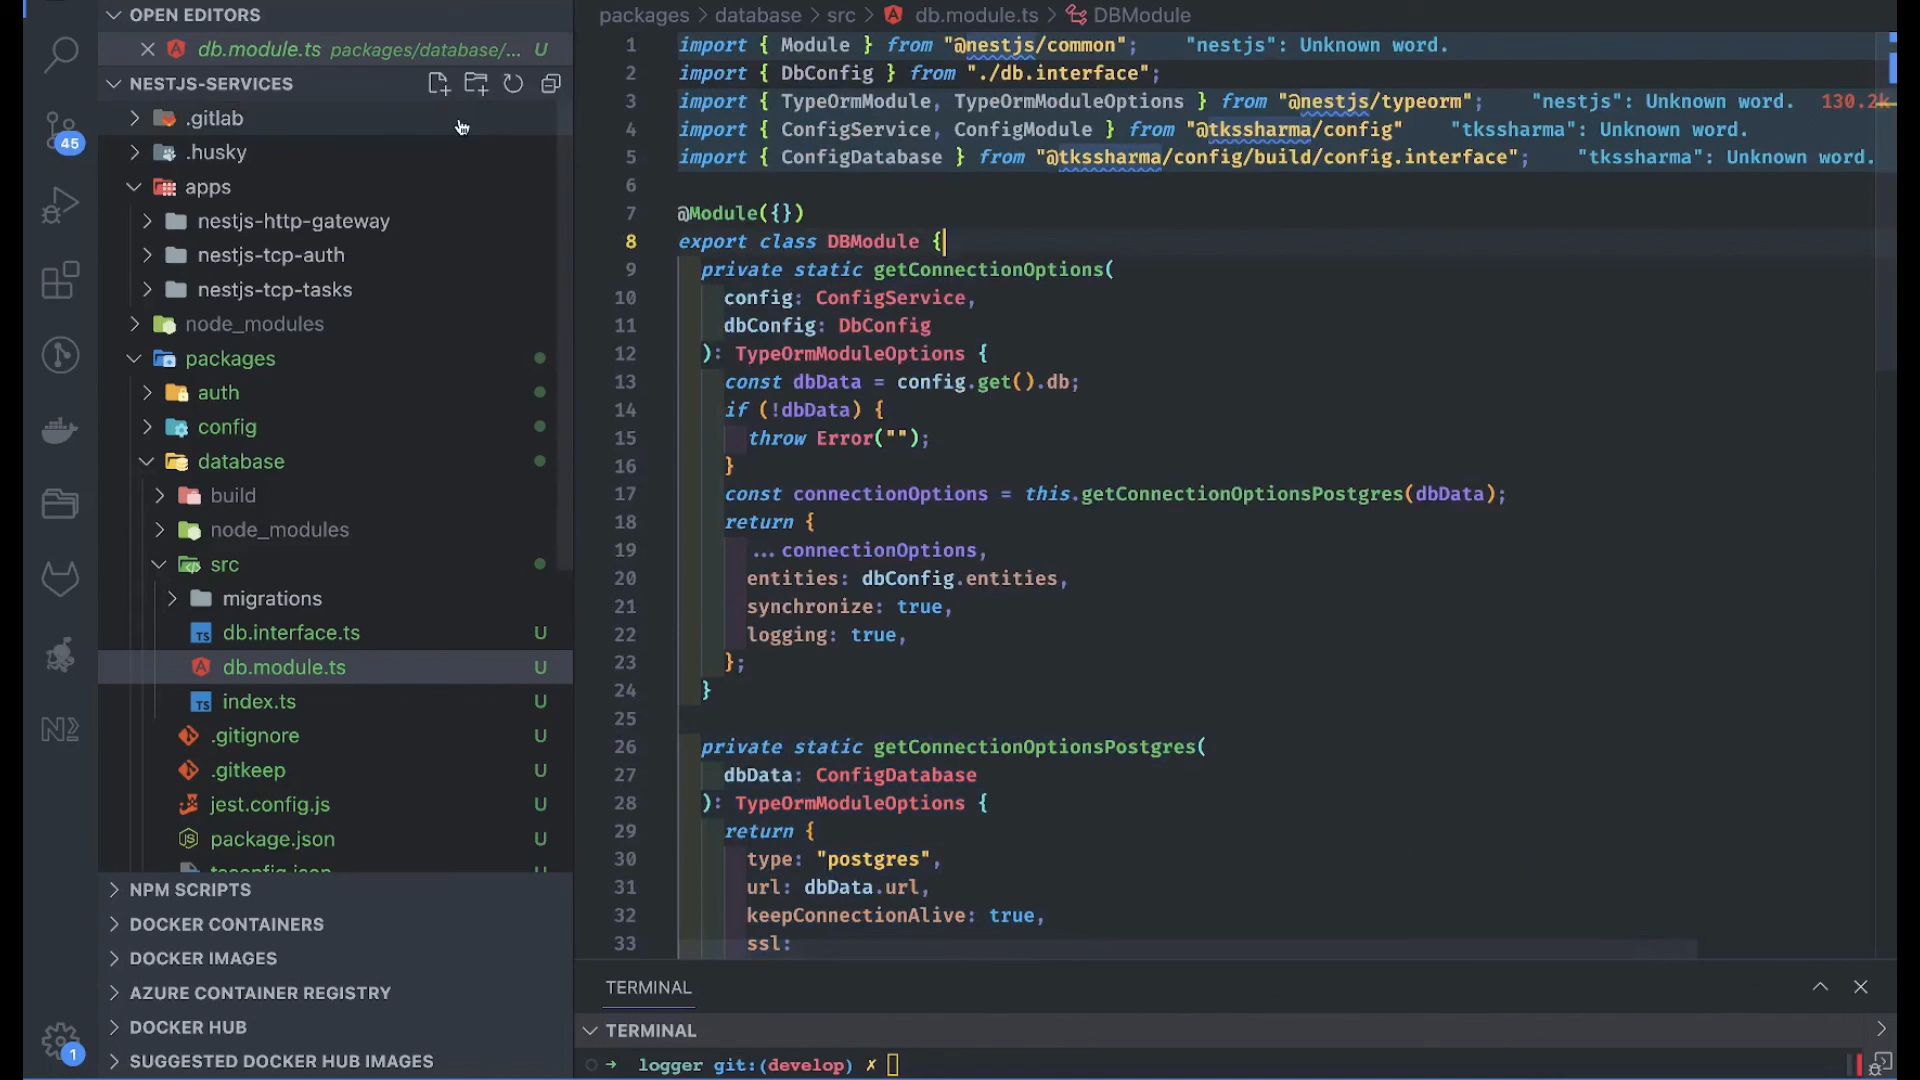 OPEN EDITORS
db.module.ts packages/database/... U
NESTJS-SERVICES
.gitlab
.husky
apps
nestjs-http-gateway
nestjs-tcp-auth
nestjs-tcp-tasks
node_modules
packages
auth
config
database
build
node_modules
src
migrations
db.interface.ts U
db.module.ts U
index.ts U
.gitignore U
.gitkeep U
jest.config.js U
package.json U
tsconfig.json U
NPM SCRIPTS
DOCKER CONTAINERS
DOCKER IMAGES
AZURE CONTAINER REGISTRY
DOCKER HUB
SUGGESTED DOCKER HUB IMAGES
45
1
packages > database > src > db.module.ts > DBModule
1 import { Module } from "@nestjs/common"; "nestjs": Unknown word.
2 import { DbConfig } from "./db.interface";
3 import { TypeOrmModule, TypeOrmModuleOptions } from "@nestjs/typeorm"; "nestjs": Unknown word. 130.2k
4 import { ConfigService, ConfigModule } from "@tkssharma/config" "tkssharma": Unknown word.
5 import { ConfigDatabase } from "@tkssharma/config/build/config.interface"; "tkssharma": Unknown word.
6
7 @Module({})
8 export class DBModule {
9 private static getConnectionOptions(
10 config: ConfigService,
11 dbConfig: DbConfig
12 ): TypeOrmModuleOptions {
13 const dbData = config.get().db;
14 if (!dbData) {
15 throw Error("");
16 }
17 const connectionOptions = this.getConnectionOptionsPostgres(dbData);
18 return {
19 ...connectionOptions,
20 entities: dbConfig.entities,
21 synchronize: true,
22 logging: true,
23 };
24 }
25
26 private static getConnectionOptionsPostgres(
27 dbData: ConfigDatabase
28 ): TypeOrmModuleOptions {
29 return {
30 type: "postgres",
31 url: dbData.url,
32 keepConnectionAlive: true,
33 ssl:
TERMINAL
TERMINAL
→ logger git:(develop) ✗